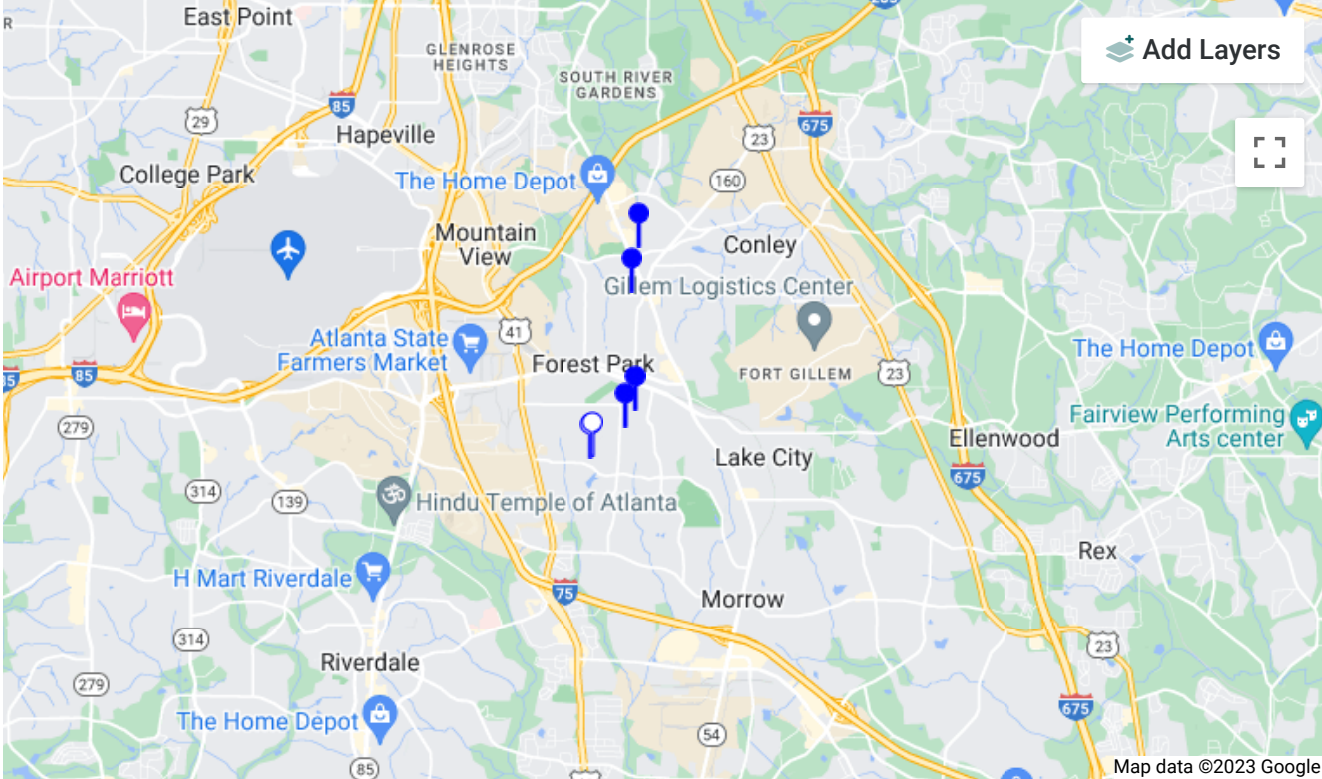 East Point
GLENROSE
HEIGHTS
Add Layers
SOUTH RIVER
GARDENS
85
29
Hapeville
675
23
College Park
The Home Depot
160
Mountain
View
Conley
Airport Marriott
Gillem Logistics Center
41
Atlanta State
Farmers Market
The Home Depot
Forest Park
FORT GILLEM
23
85
85
Fairview Performing
Arts center
279
Ellenwood
Lake City
675
314
139
Hindu Temple of Atlanta
Rex
H Mart Riverdale
75
Morrow
314
23
Riverdale
279
675
The Home Depot
54
85
Map data ©2023 Google